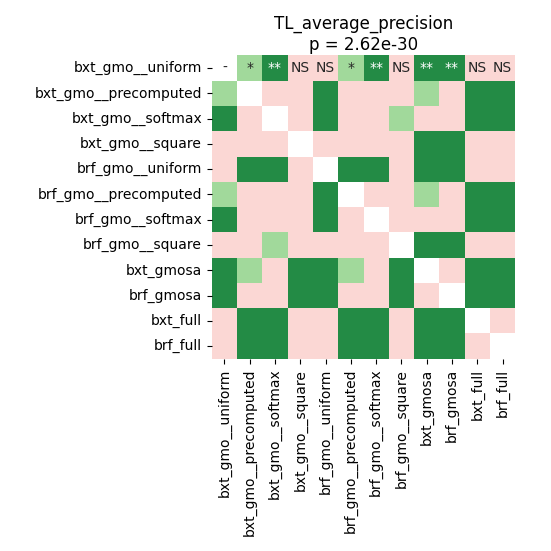 TL_average_precision
p = 2.62e-30
bxt_gmo__uniform - * ** NS NS * ** NS ** ** NS NS
bxt_gmo__precomputed
bxt_gmo__softmax
bxt_gmo__square
brf_gmo__uniform
brf_gmo__precomputed
brf_gmo__softmax
brf_gmo__square
bxt_gmosa
brf_gmosa
bxt_full
brf_full
bxt_gmo__uniform
bxt_gmo__precomputed
bxt_gmo__softmax
bxt_gmo__square
brf_gmo__uniform
brf_gmo__precomputed
brf_gmo__softmax
brf_gmo__square
bxt_gmosa
brf_gmosa
bxt_full
brf_full